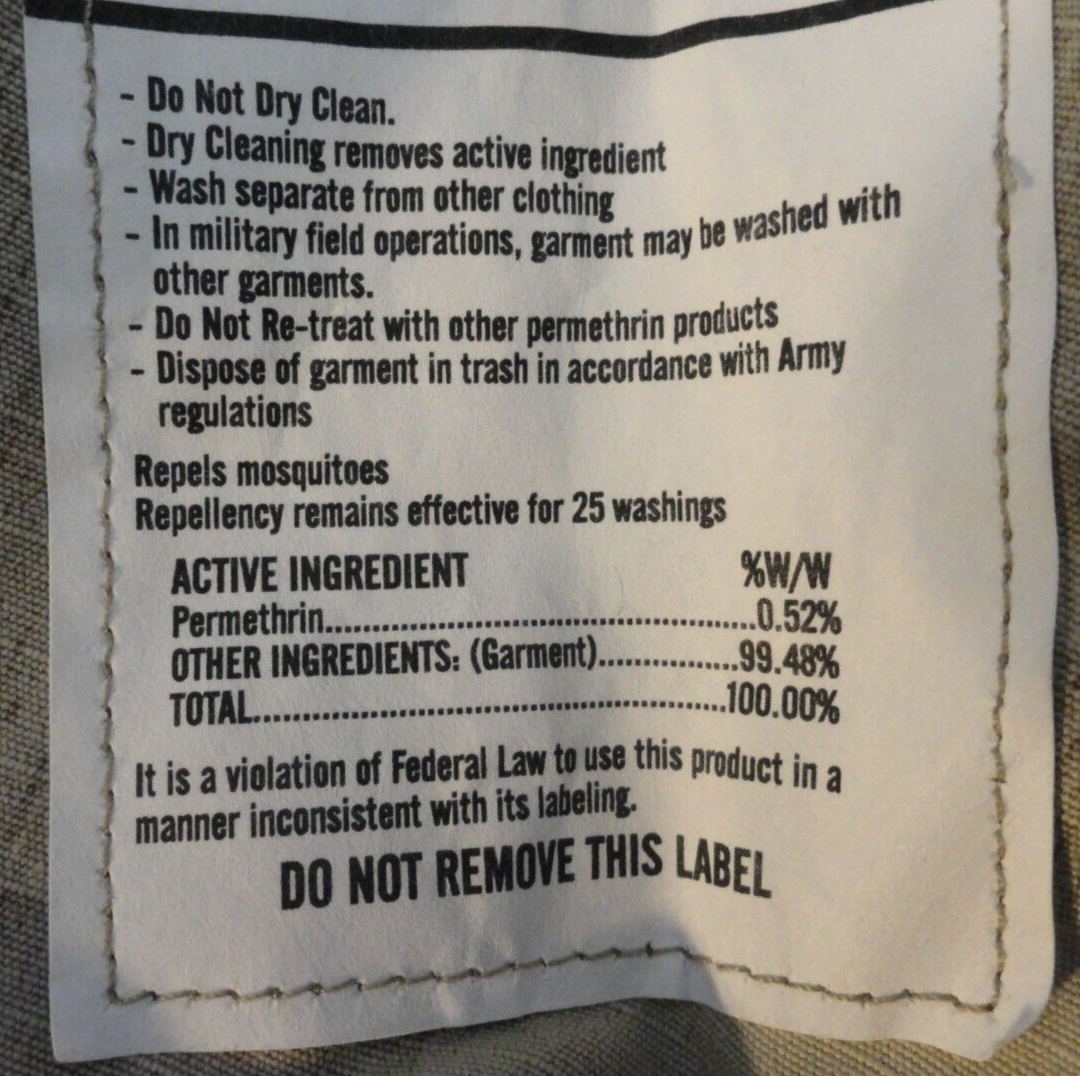 - Do Not Dry Clean.
- Dry Cleaning removes active ingredient
- Wash separate from other clothing
- In military field operations, garment may be washed with
other garments.
- Do Not Re-treat with other permethrin products
- Dispose of garment in trash in accordance with Army
regulations
Repels mosquitoes
Repellency remains effective for 25 washings
ACTIVE INGREDIENT %W/W
Permethrin..................................................0.52%
OTHER INGREDIENTS: (Garment).................99.48%
TOTAL.......................................................100.00%
It is a violation of Federal Law to use this product in a
manner inconsistent with its labeling.
DO NOT REMOVE THIS LABEL